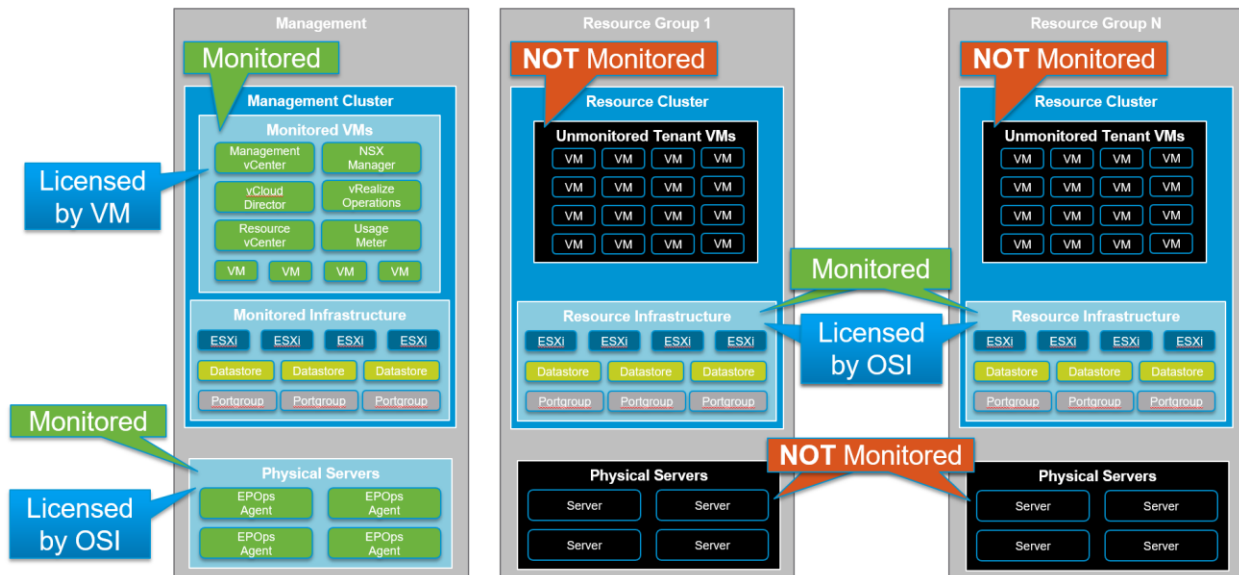 Management
Monitored
Management Cluster
Monitored VMs
Management
vCenter
NSX
Manager
Licensed
by VM
vCloud
Director
vRealize
Operations
Resource
vCenter
Usage
Meter
VM VM VM VM
Monitored Infrastructure
ESXi ESXi ESXi ESXi
Datastore Datastore Datastore
Portgroup Portgroup Portgroup
Monitored
Physical Servers
Licensed
by OSI
EPOps
Agent
EPOps
Agent
EPOps
Agent
EPOps
Agent
Resource Group 1
NOT Monitored
Resource Cluster
Unmonitored Tenant VMs
VM VM VM VM
VM VM VM VM
VM VM VM VM
VM VM VM VM
Monitored
Resource Infrastructure
Licensed
by OSI
ESXi ESXi ESXi ESXi
Datastore Datastore Datastore
Portgroup Portgroup Portgroup
NOT Monitored
Physical Servers
Server Server
Server Server
Resource Group N
NOT Monitored
Resource Cluster
Unmonitored Tenant VMs
VM VM VM VM
VM VM VM VM
VM VM VM VM
VM VM VM VM
Resource Infrastructure
ESXi ESXi ESXi ESXi
Datastore Datastore Datastore
Portgroup Portgroup Portgroup
Physical Servers
Server Server
Server Server